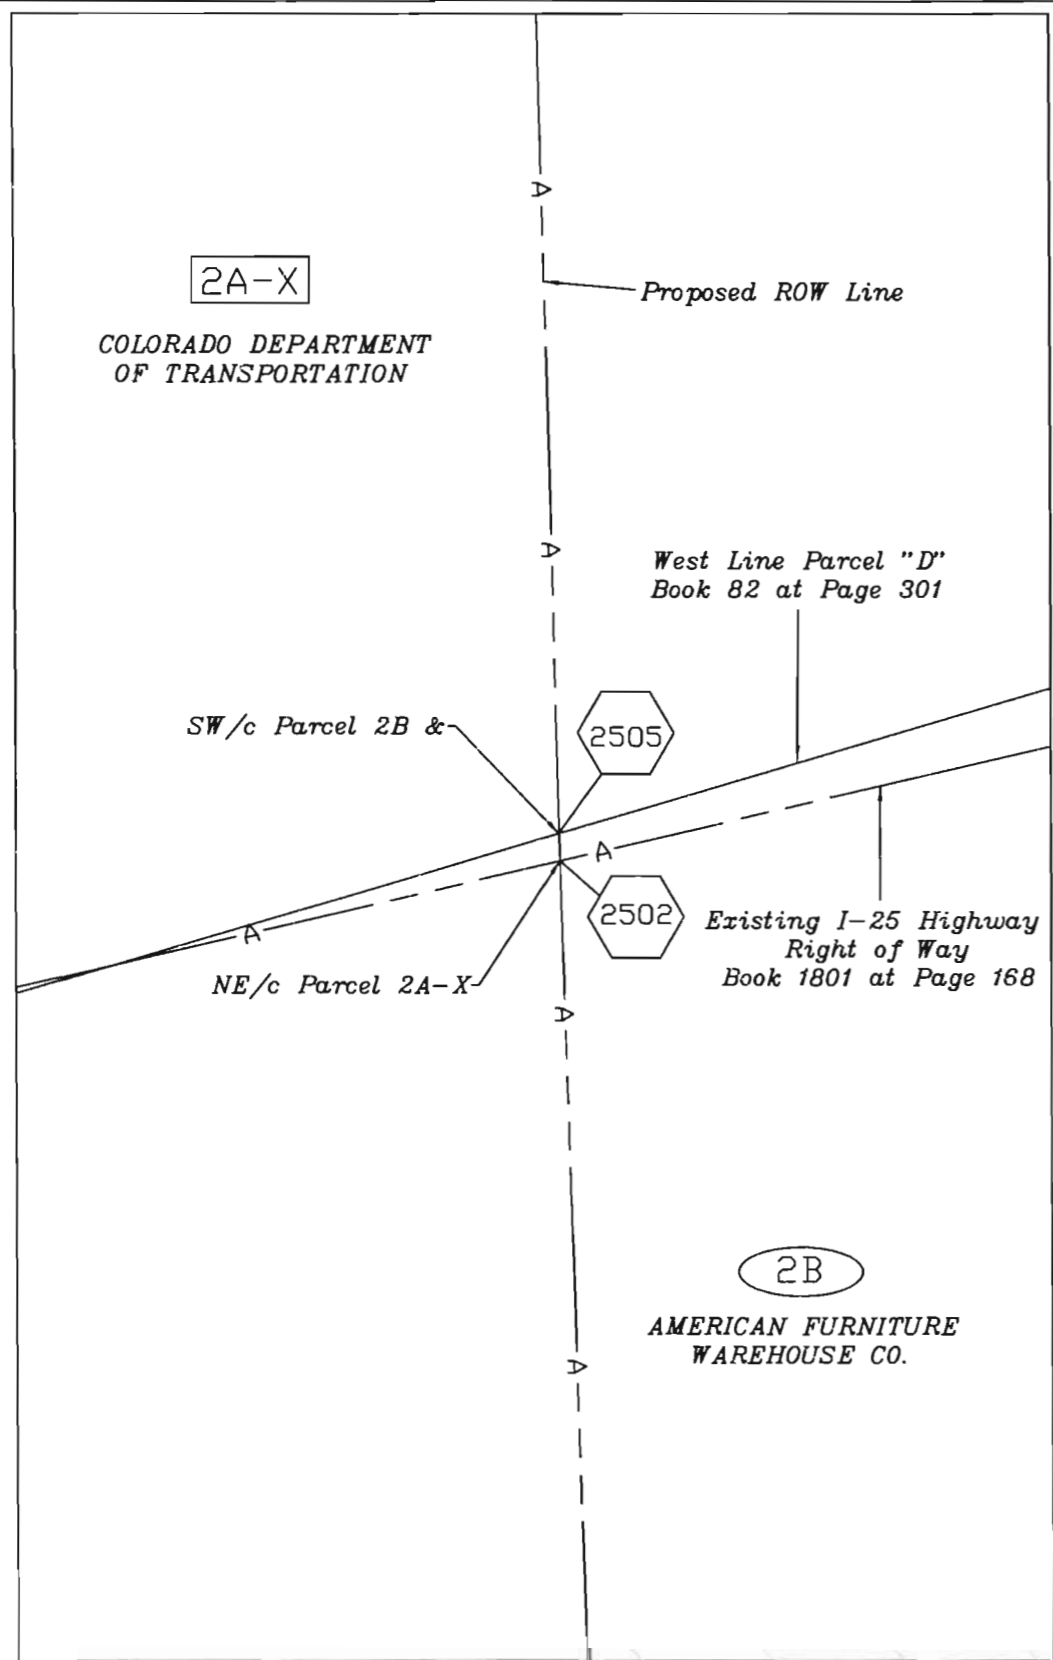 A
2A-X
Proposed ROW Line
COLORADO DEPARTMENT
OF TRANSPORTATION
A
West Line Parcel "D"
Book 82 at Page 301
SW/c Parcel 2B &
2505
A
2502
Existing I-25 Highway
Right of Way
Book 1801 at Page 168
A
NE/c Parcel 2A-X
A
2B
AMERICAN FURNITURE
WAREHOUSE CO.
A